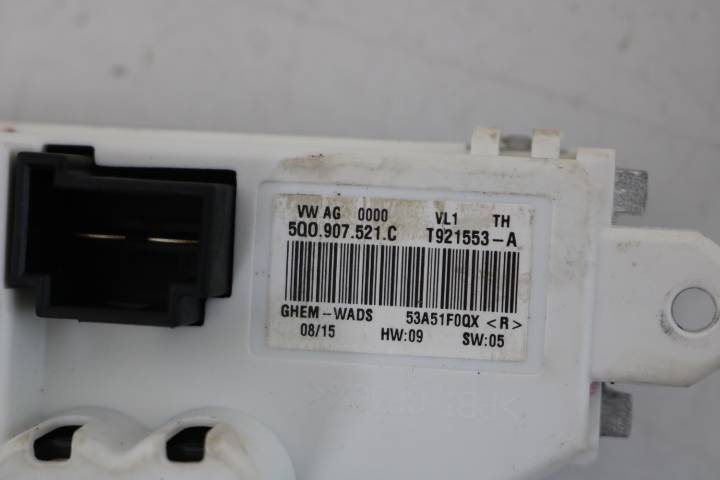 VW AG 0000 VL1 TH
5Q0.907.521.C T921553-A
GHEM-WADS 53A51F0QX <R>
08/15 HW:09 SW:05